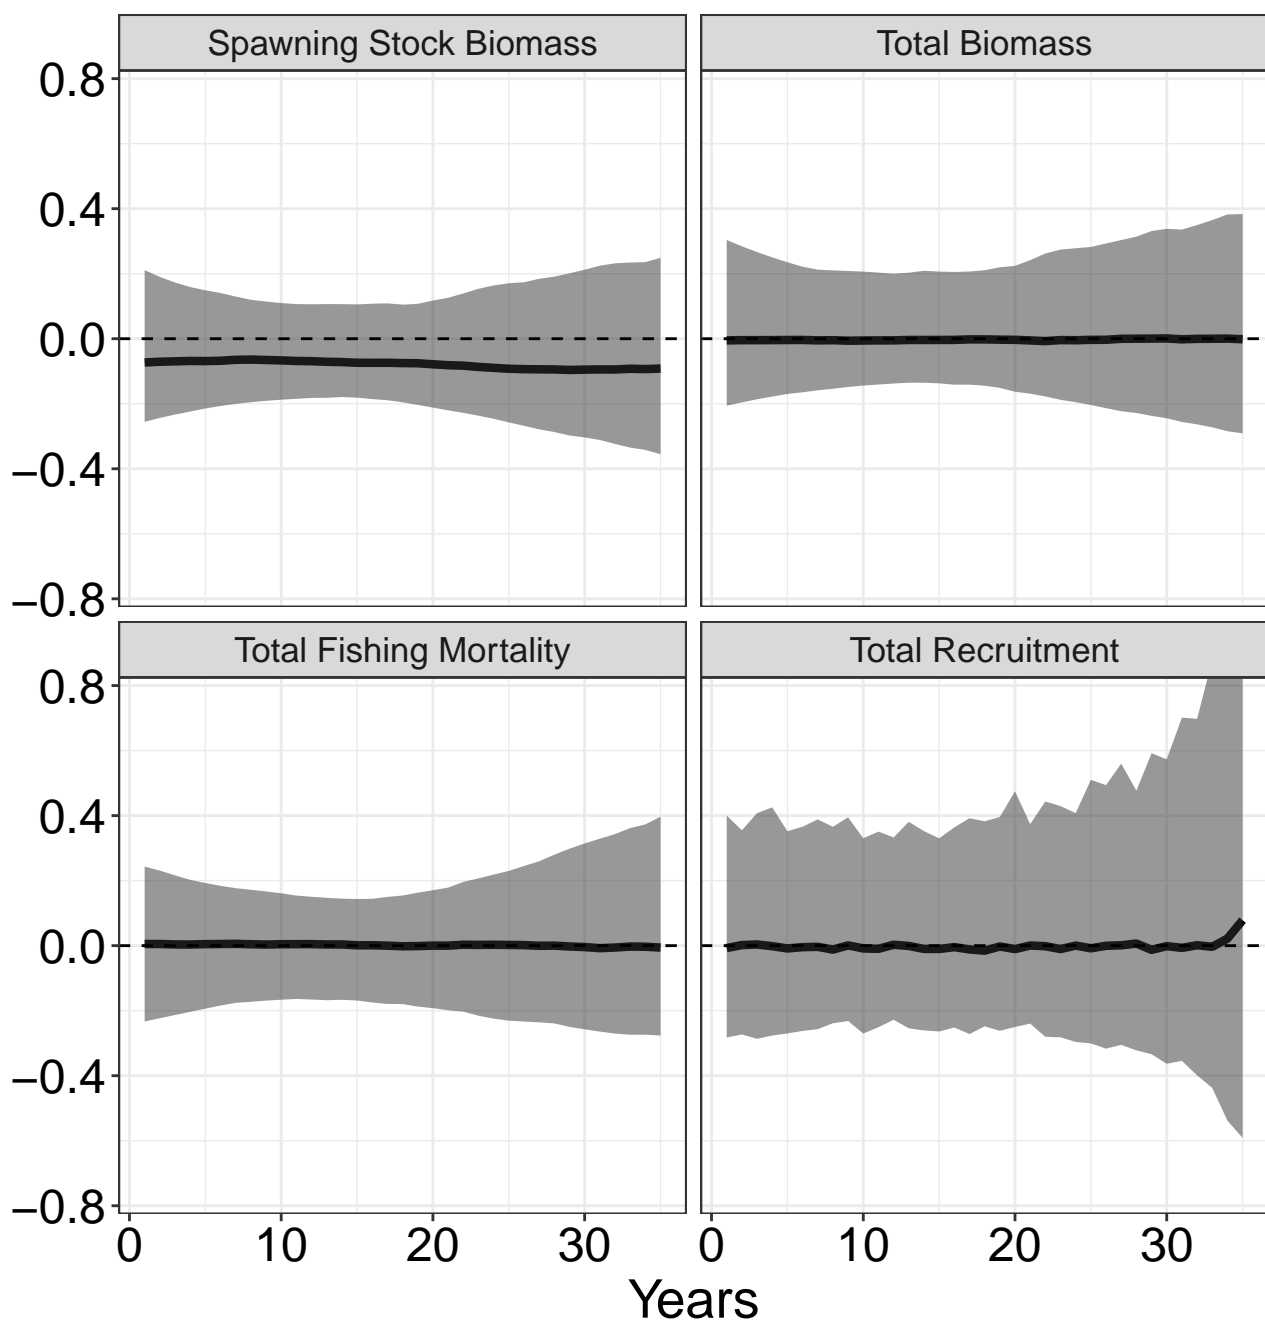 Spawning Stock Biomass
Total Biomass
0.8
0.4
0.0
−0.4
−0.8
Total Fishing Mortality
Total Recruitment
0.8
0.4
0.0
−0.4
−0.8
0 10 20 30
0 10 20 30
Years